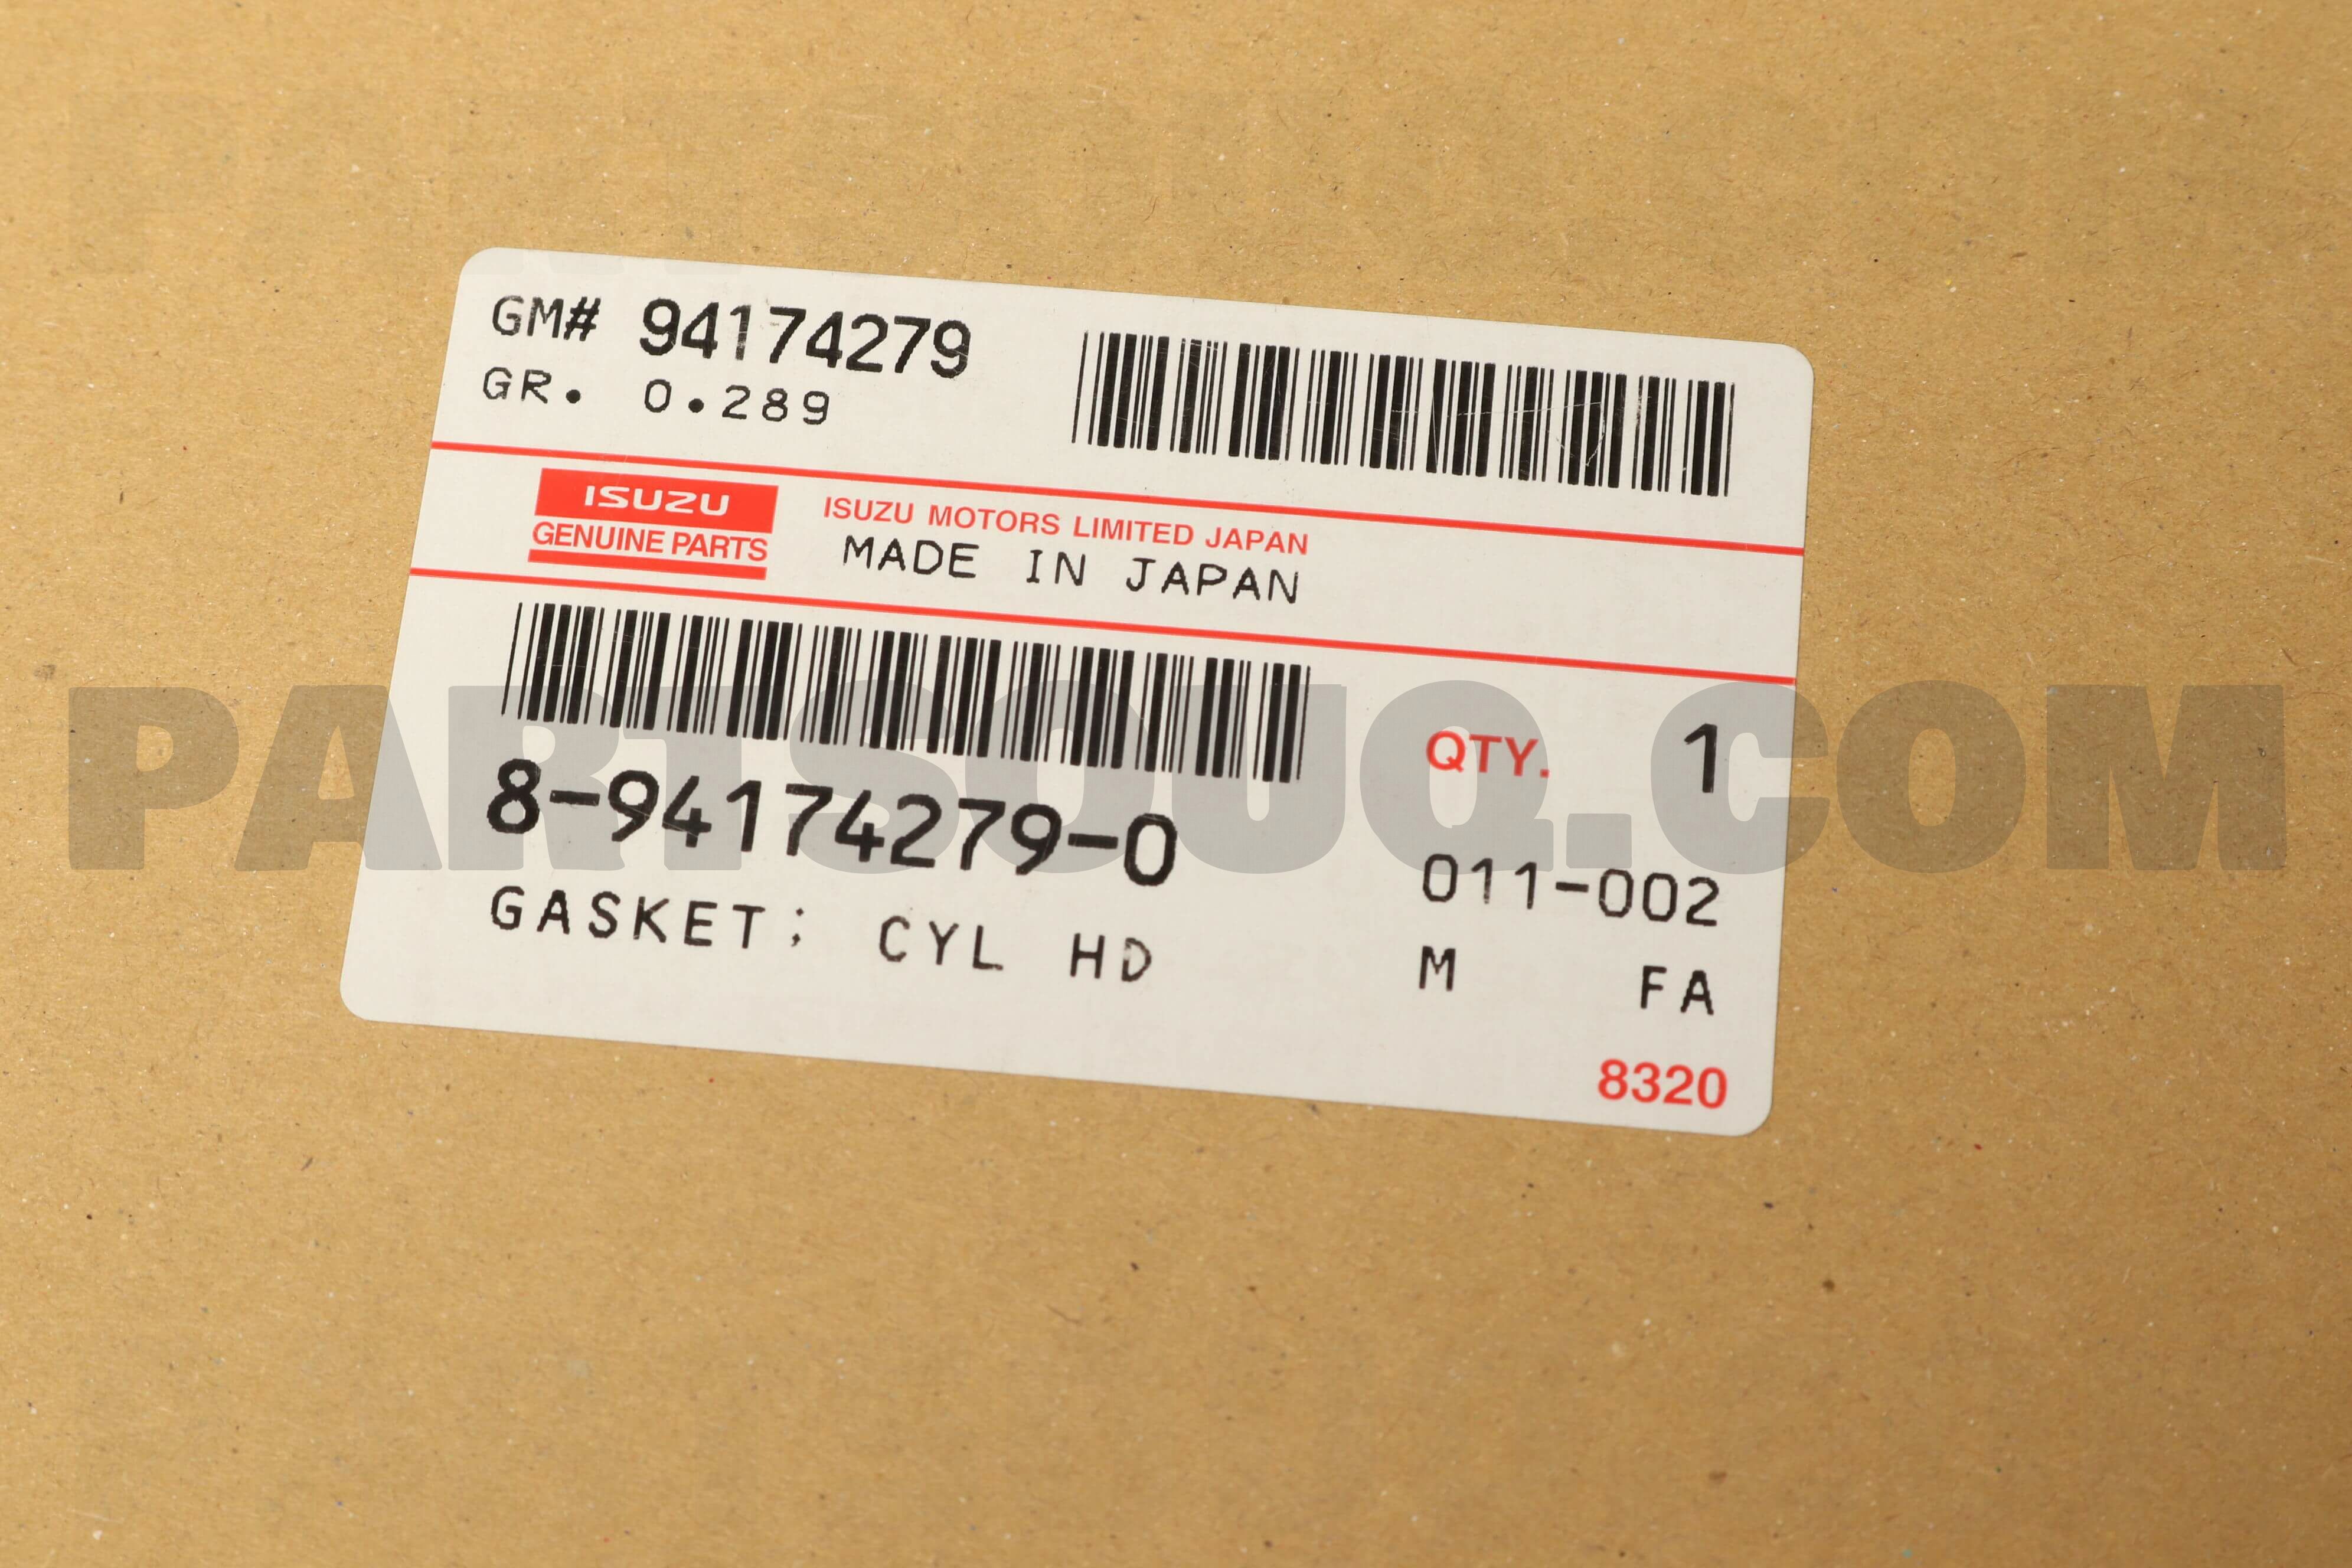 GM# 94174279
GR. 0.289
ISUZU
GENUINE PARTS
ISUZU MOTORS LIMITED JAPAN
MADE IN JAPAN
8-94174279-0
GASKET; CYL HD
QTY. 1
011-002
M FA
8320
PARTSOUQ.COM